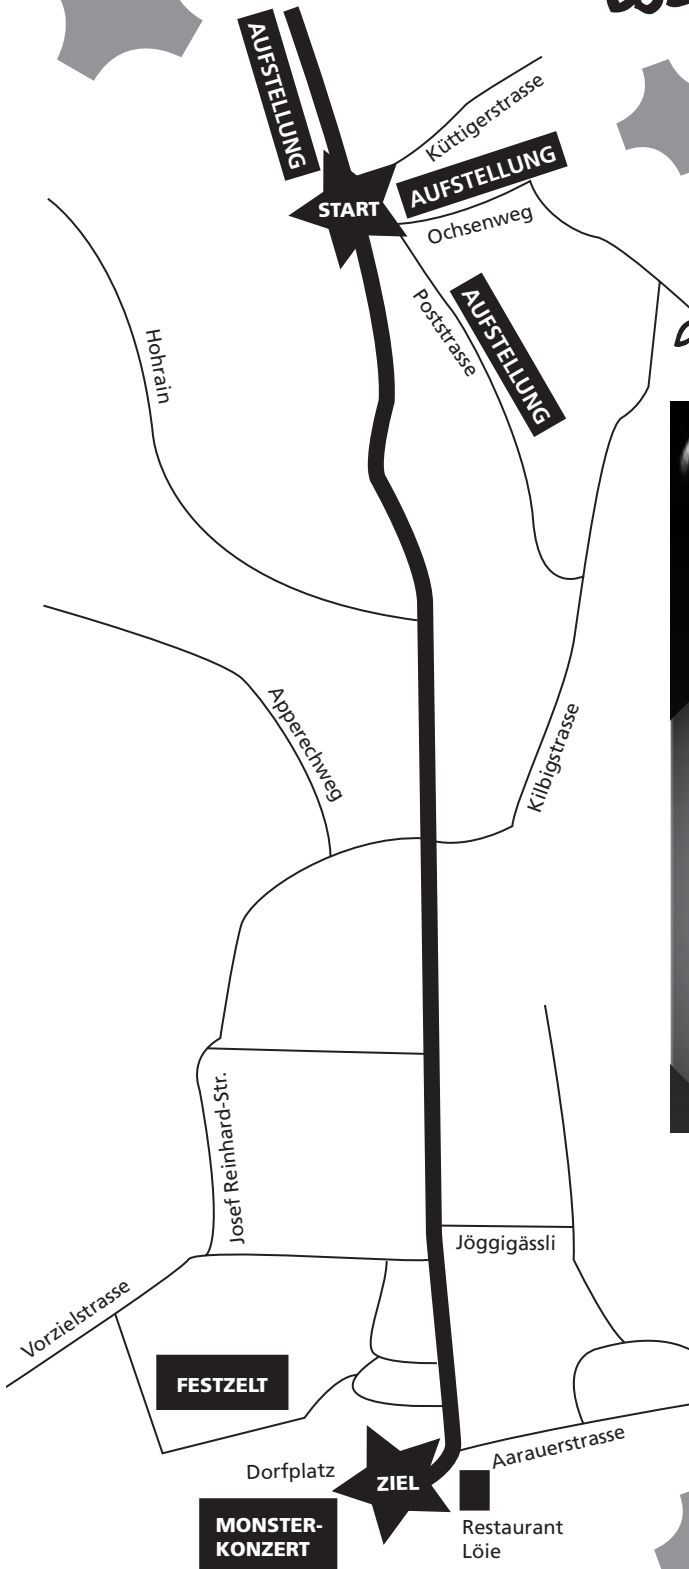 AUFSTELLUNG
Küttigerstrasse
AUFSTELLUNG
START
Ochsenweg
Poststrasse
AUFSTELLUNG
Hohrain
Apperechweg
Kilbigstrasse
Josef Reinhard-Str.
Jöggigässli
Vorzielstrasse
FESTZELT
Aarauerstrasse
Dorfplatz
ZIEL
MONSTER-
KONZERT
Restaurant
Löie